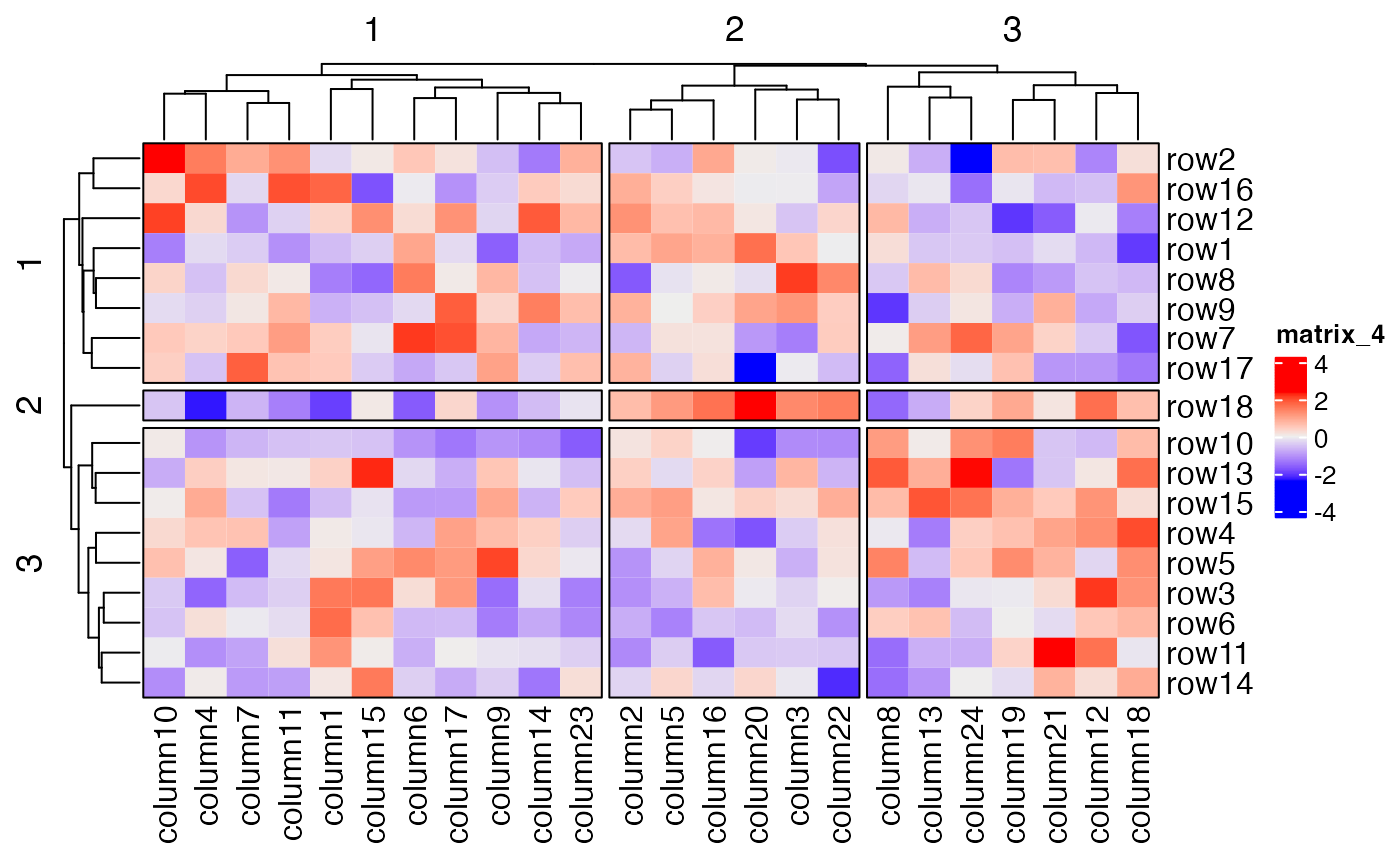 1
2
3
1
2
3
row2
row16
row12
row1
row8
row9
row7
row17
row18
row10
row13
row15
row4
row5
row3
row6
row11
row14
column10
column4
column7
column11
column1
column15
column6
column17
column9
column14
column23
column2
column5
column16
column20
column3
column22
column8
column13
column24
column19
column21
column12
column18
matrix_4
4
2
0
-2
-4